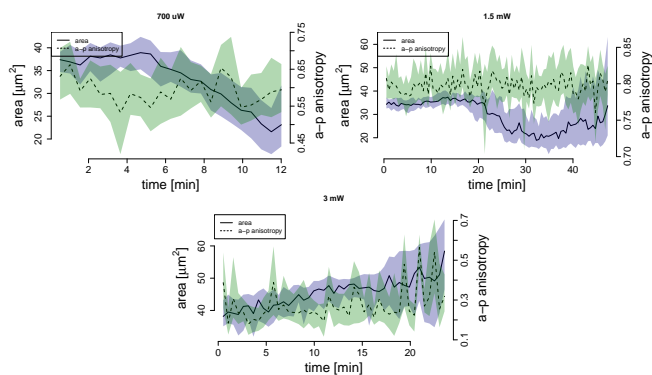 700 uW
area
a−p anisotropy
area [μm²]
20
25
30
35
40
0.45
0.55
0.65
0.75
a−p anisotropy
2
4
6
8
10
12
time [min]
1.5 mW
area
a−p anisotropy
area [μm²]
20
30
40
50
60
0.70
0.75
0.80
0.85
a−p anisotropy
0
10
20
30
40
time [min]
3 mW
area
a−p anisotropy
area [μm²]
40
50
60
0.1
0.3
0.5
0.7
a−p anisotropy
0
5
10
15
20
time [min]